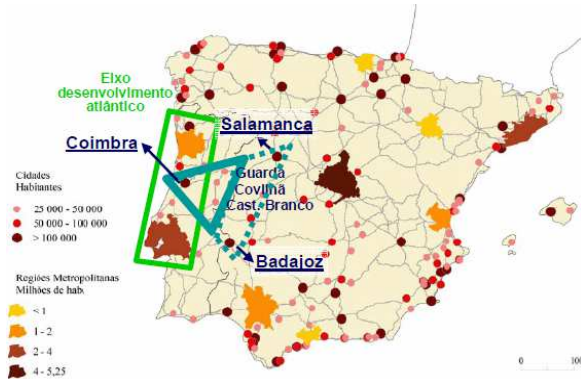 Eixo
desenvolvimento
atlântico
Salamanca
Coimbra
Guarda
Covilhã
Cast. Branco
Badajoz
Cidades
Habitantes
25 000 - 50 000
50 000 - 100 000
> 100 000
Regiões Metropolitanas
Milhões de hab.
< 1
1 - 2
2 - 4
4 - 5,25
0 100